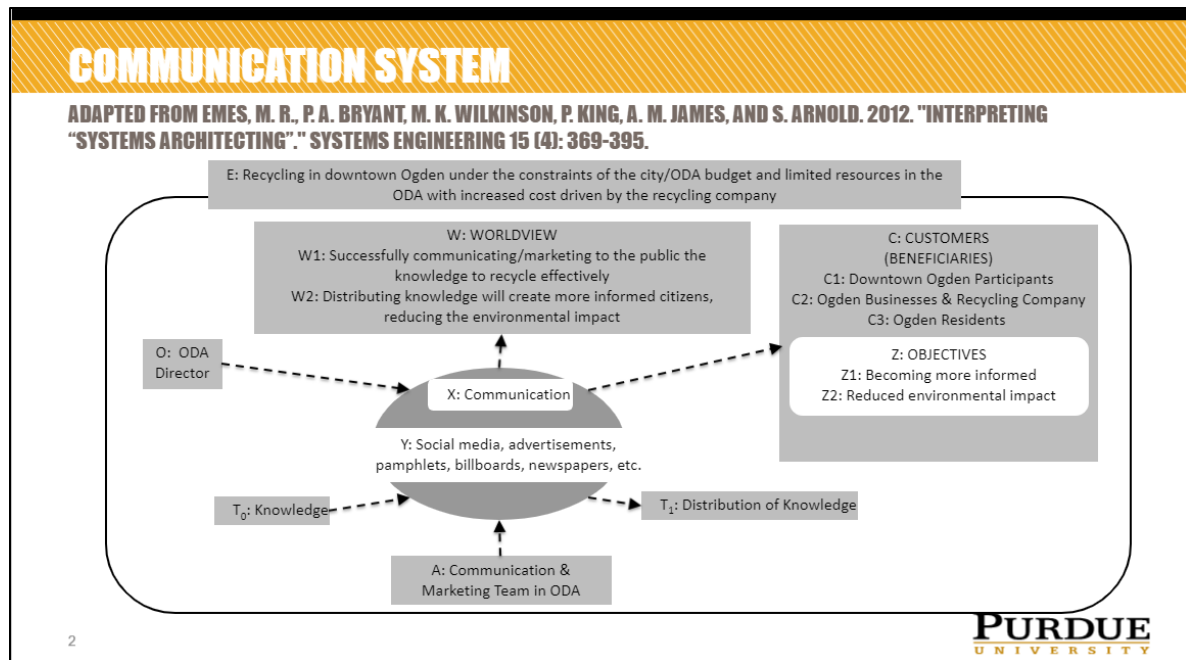 COMMUNICATION SYSTEM
ADAPTED FROM EMES, M. R., P. A. BRYANT, M. K. WILKINSON, P. KING, A. M. JAMES, AND S. ARNOLD. 2012. "INTERPRETING
“SYSTEMS ARCHITECTING”." SYSTEMS ENGINEERING 15 (4): 369-395.
E: Recycling in downtown Ogden under the constraints of the city/ODA budget and limited resources in the
ODA with increased cost driven by the recycling company
W: WORLDVIEW
W1: Successfully communicating/marketing to the public the
knowledge to recycle effectively
W2: Distributing knowledge will create more informed citizens,
reducing the environmental impact
C: CUSTOMERS
(BENEFICIARIES)
C1: Downtown Ogden Participants
C2: Ogden Businesses & Recycling Company
C3: Ogden Residents
O: ODA
Director
Z: OBJECTIVES
Z1: Becoming more informed
Z2: Reduced environmental impact
X: Communication
Y: Social media, advertisements,
pamphlets, billboards, newspapers, etc.
T0: Knowledge
T1: Distribution of Knowledge
A: Communication &
Marketing Team in ODA
2
PURDUE
UNIVERSITY